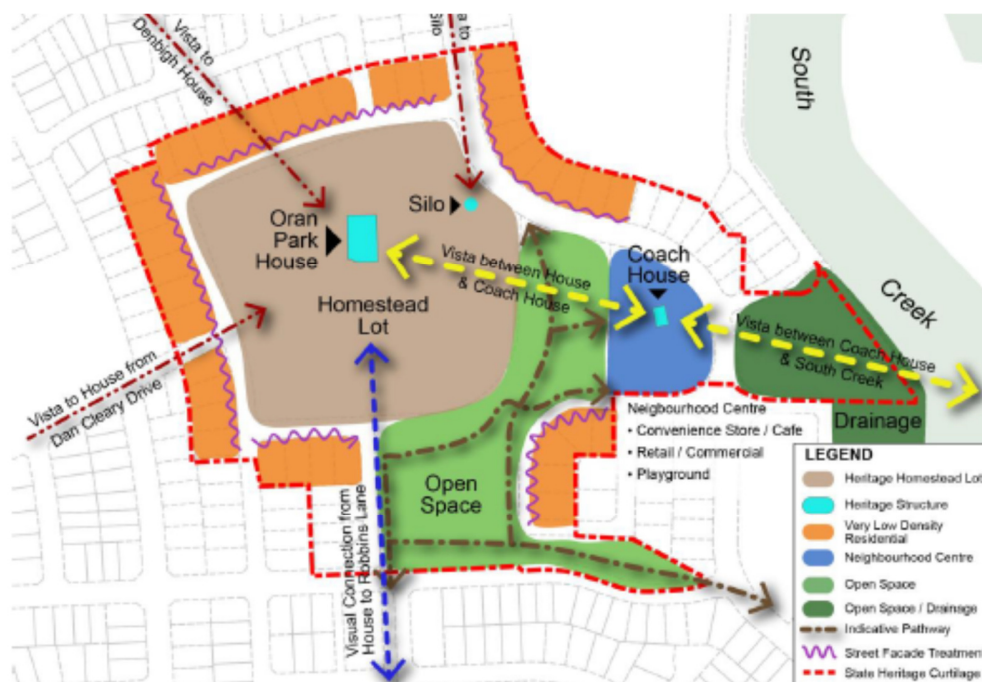 Vista to
Denbigh House
Vista to
Silo
South
Creek
Oran
Park
House
Silo
Coach
House
Vista between House
& Coach House
Homestead
Lot
Vista to House from
Dan Cleary Drive
Vista between Coach House
& South Creek
Drainage
Neigbourhood Centre
• Convenience Store / Cafe
• Retail / Commercial
• Playground
Open
Space
Visual Connection from
House to Robbins Lane
LEGEND
Heritage Homestead Lot
Heritage Structure
Very Low Density
Residential
Neighbourhood Centre
Open Space
Open Space / Drainage
Indicative Pathway
Street Facade Treatment
State Heritage Curtilage